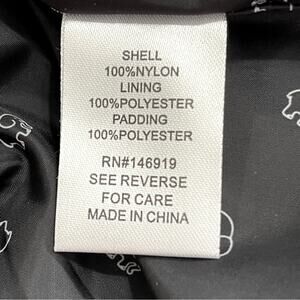 SHELL
100%NYLON
LINING
100%POLYESTER
PADDING
100%POLYESTER
RN#146919
SEE REVERSE
FOR CARE
MADE IN CHINA